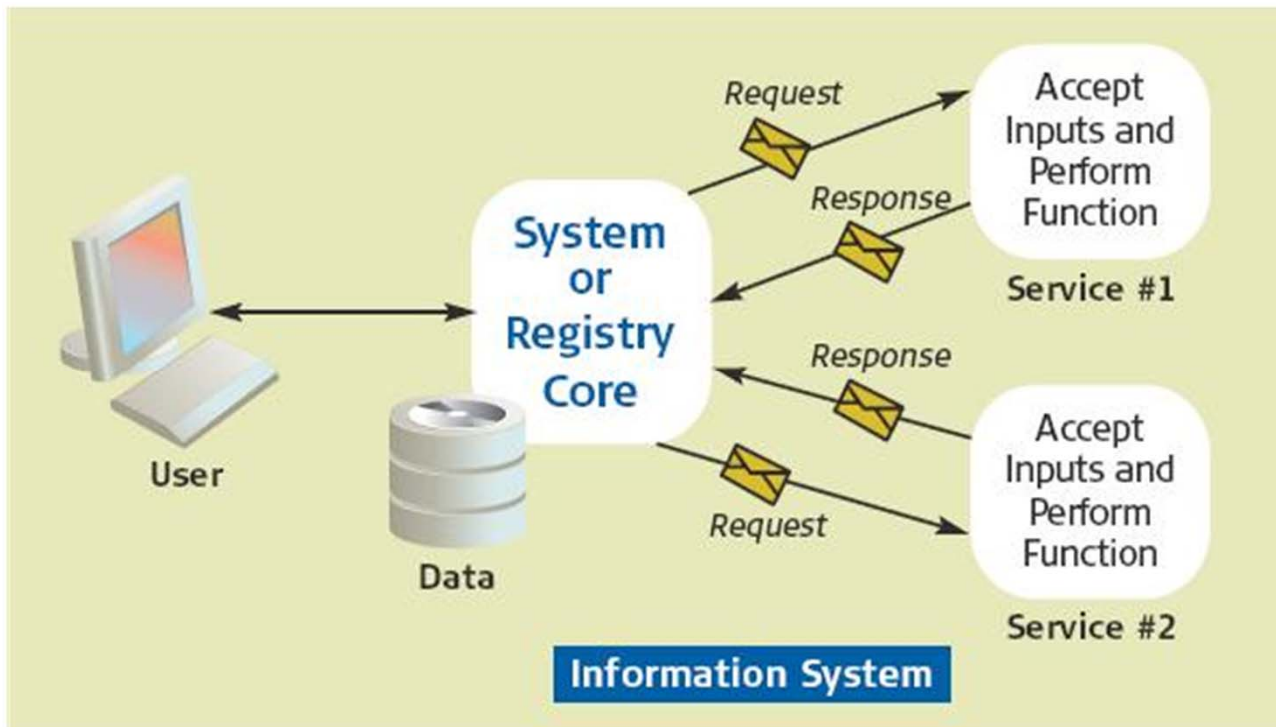 Request
Accept
Inputs and
Perform
Function
Response
Service #1
System
or
Registry
Core
User
Data
Response
Request
Accept
Inputs and
Perform
Function
Service #2
Information System